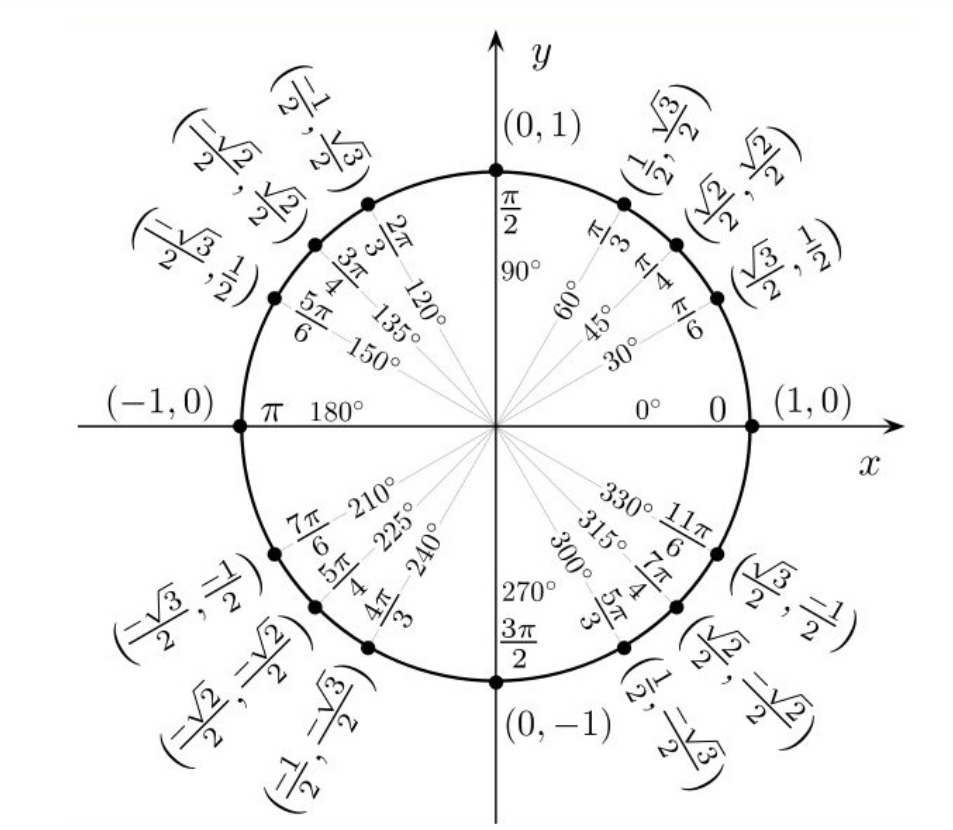 y
(0, 1)
(−1/2, √3/2)
(−√2/2, √2/2)
(−√3/2, 1/2)
(1/2, √3/2)
(√2/2, √2/2)
(√3/2, 1/2)
π/2
90°
2π/3
120°
3π/4
135°
5π/6
150°
π/3
60°
π/4
45°
π/6
30°
(−1, 0)
π 180°
0° 0
(1, 0)
x
7π/6
210°
5π/4
225°
4π/3
240°
270°
3π/2
300°
5π/3
315°
7π/4
330°
11π/6
(−√3/2, −1/2)
(−√2/2, −√2/2)
(−1/2, −√3/2)
(0, −1)
(1/2, −√3/2)
(√2/2, −√2/2)
(√3/2, −1/2)